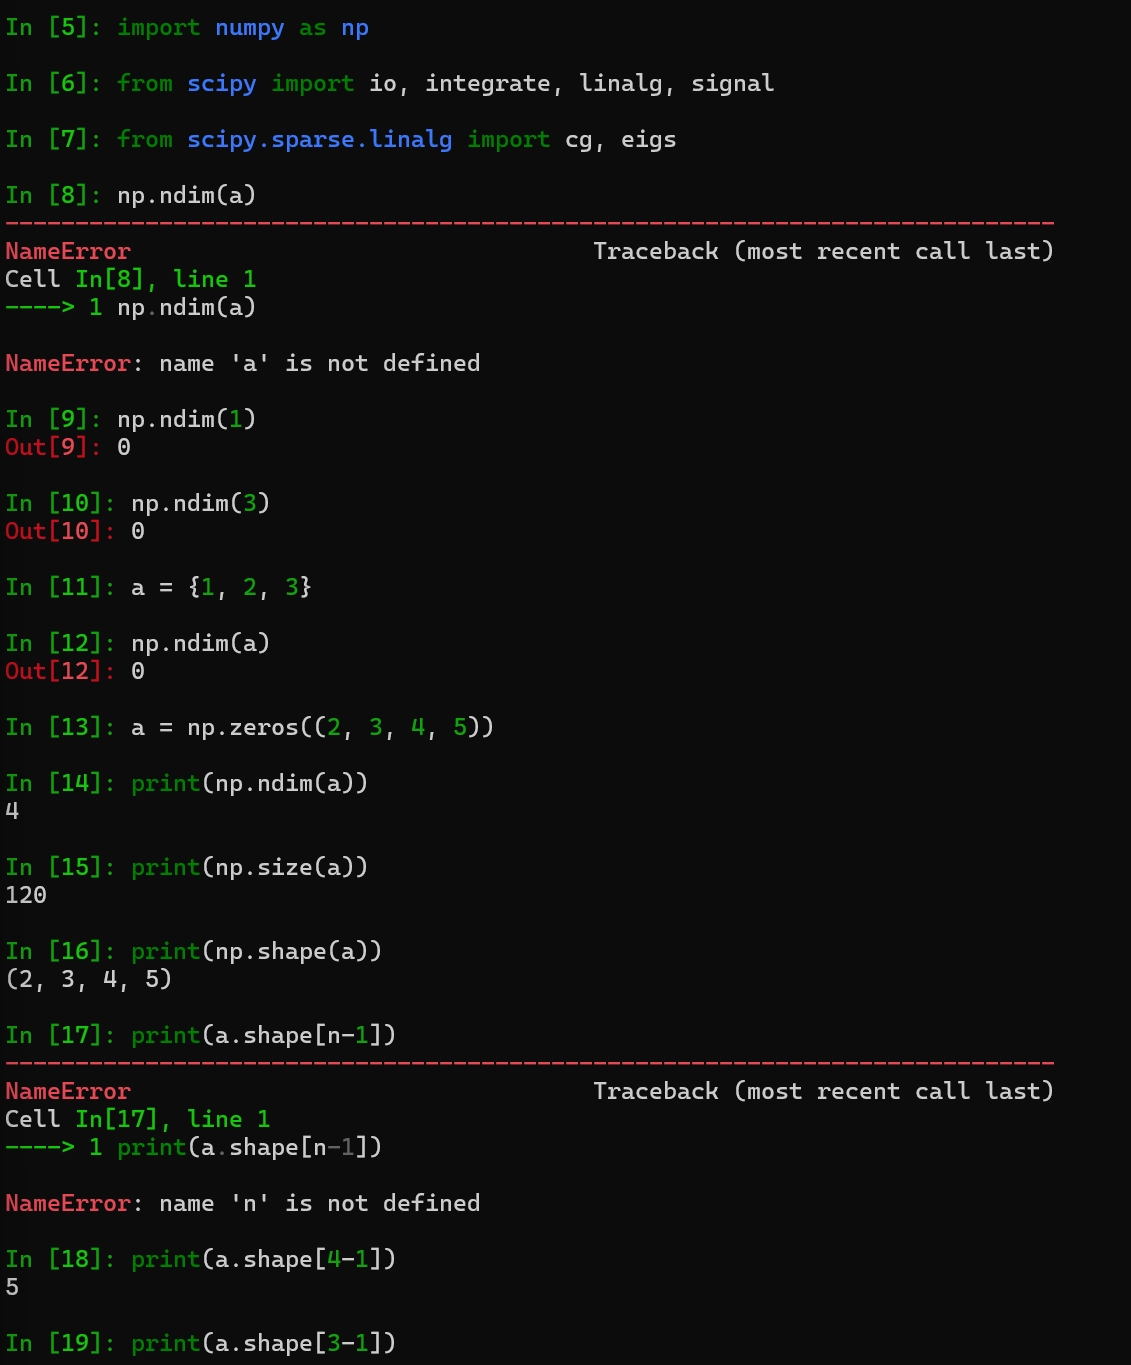 In [5]: import numpy as np
In [6]: from scipy import io, integrate, linalg, signal
In [7]: from scipy.sparse.linalg import cg, eigs
In [8]: np.ndim(a)
---------------------------------------------------------------------------
NameError                                 Traceback (most recent call last)
Cell In[8], line 1
----> 1 np.ndim(a)
NameError: name 'a' is not defined
In [9]: np.ndim(1)
Out[9]: 0
In [10]: np.ndim(3)
Out[10]: 0
In [11]: a = {1, 2, 3}
In [12]: np.ndim(a)
Out[12]: 0
In [13]: a = np.zeros((2, 3, 4, 5))
In [14]: print(np.ndim(a))
4
In [15]: print(np.size(a))
120
In [16]: print(np.shape(a))
(2, 3, 4, 5)
In [17]: print(a.shape[n-1])
---------------------------------------------------------------------------
NameError                                 Traceback (most recent call last)
Cell In[17], line 1
----> 1 print(a.shape[n-1])
NameError: name 'n' is not defined
In [18]: print(a.shape[4-1])
5
In [19]: print(a.shape[3-1])